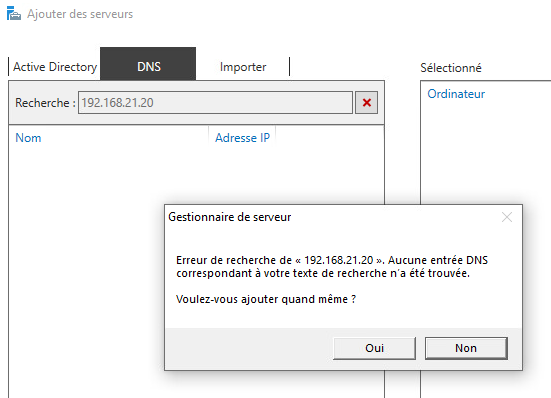 Ajouter des serveurs
Active Directory DNS Importer
Sélectionné
Recherche : 192.168.21.20
Ordinateur
Nom Adresse IP
Gestionnaire de serveur
Erreur de recherche de « 192.168.21.20 ». Aucune entrée DNS
correspondant à votre texte de recherche n'a été trouvée.
Voulez-vous ajouter quand même ?
Oui Non